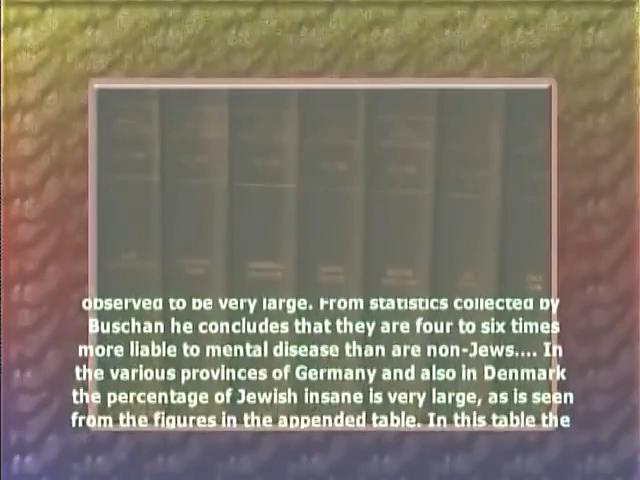 observed to be very large. From statistics collected by
Buschan he concludes that they are four to six times
more liable to mental disease than are non-Jews.... In
the various provinces of Germany and also in Denmark
the percentage of Jewish insane is very large, as is seen
from the figures in the appended table. In this table the